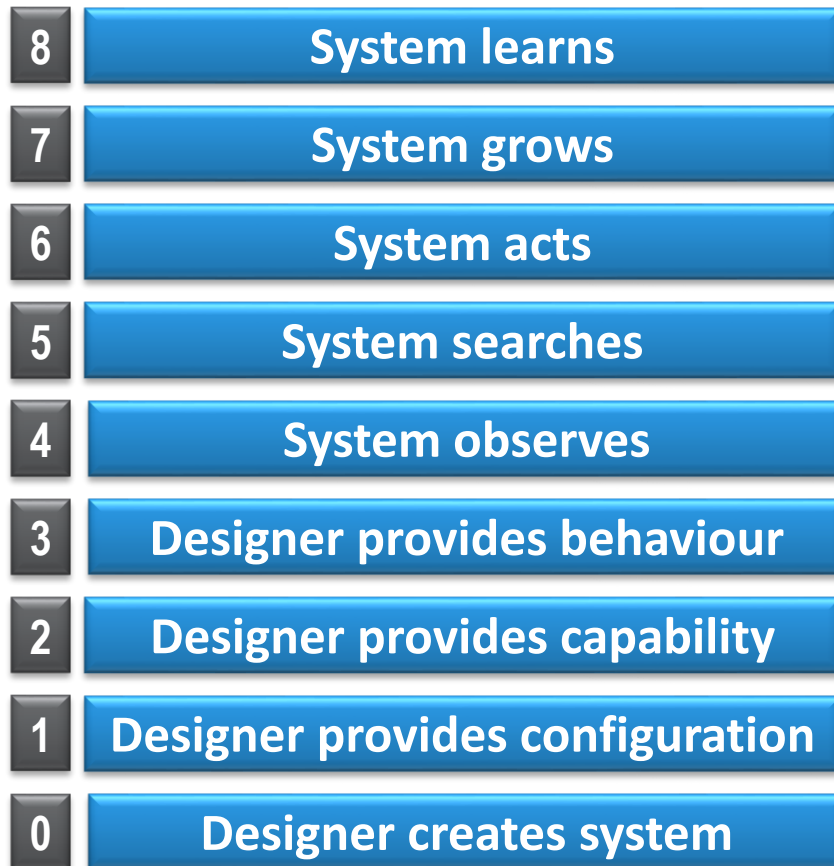 8 System learns
7 System grows
6 System acts
5 System searches
4 System observes
3 Designer provides behaviour
2 Designer provides capability
1 Designer provides configuration
0 Designer creates system